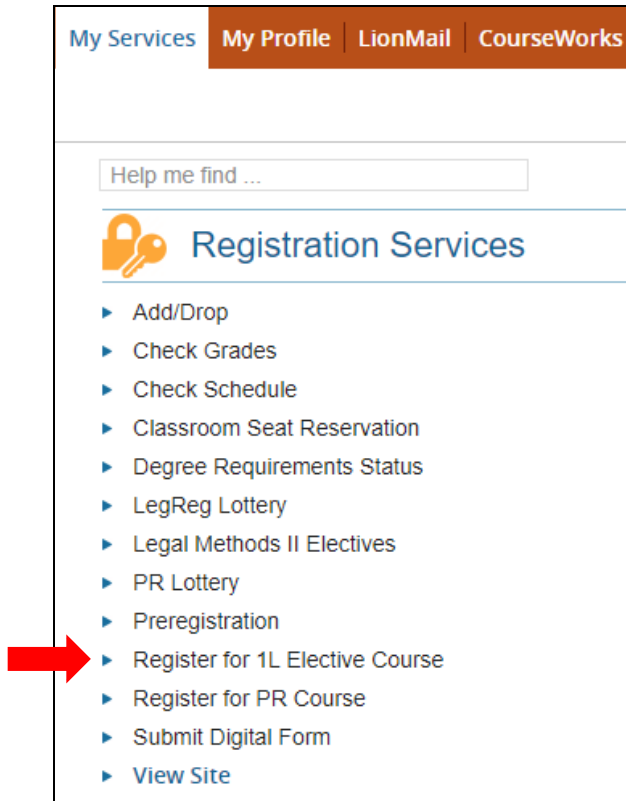 My Services My Profile LionMail CourseWorks
Help me find ...
Registration Services
Add/Drop
Check Grades
Check Schedule
Classroom Seat Reservation
Degree Requirements Status
LegReg Lottery
Legal Methods II Electives
PR Lottery
Preregistration
Register for 1L Elective Course
Register for PR Course
Submit Digital Form
View Site